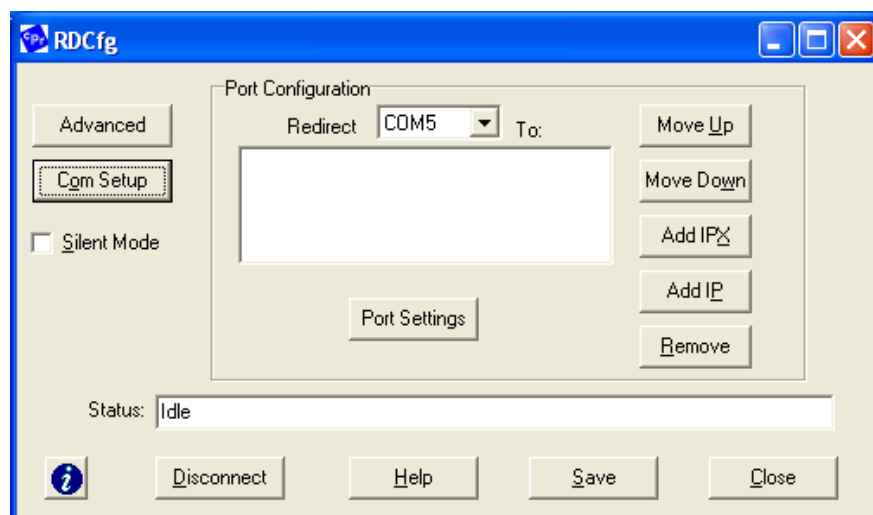 RDCfg
Port Configuration
Advanced
Redirect COM5 To:
Move Up
Com Setup
Move Down
Silent Mode
Add IPX
Add IP
Port Settings
Remove
Status: Idle
Disconnect Help Save Close